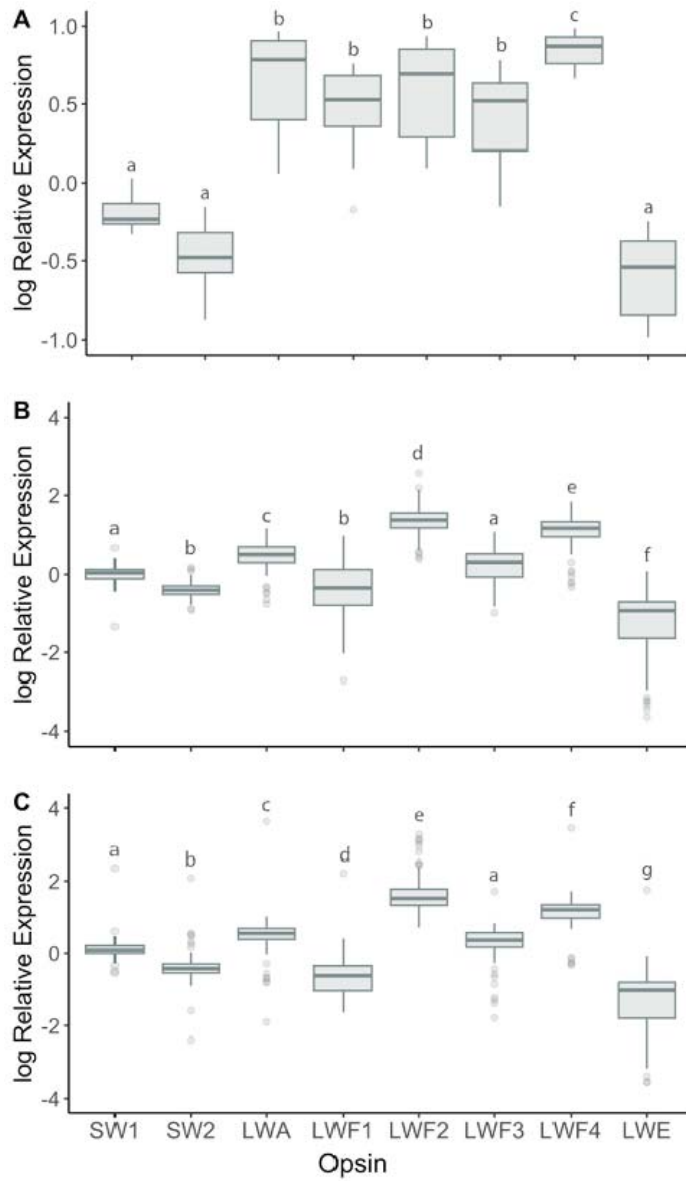 A
log Relative Expression
1.0
0.5
0.0
-0.5
-1.0
a a b b b b c a
B
log Relative Expression
4
2
0
-2
-4
a b c b d a e f
C
log Relative Expression
4
2
0
-2
-4
a b c d e a f g
SW1 SW2 LWA LWF1 LWF2 LWF3 LWF4 LWE
Opsin